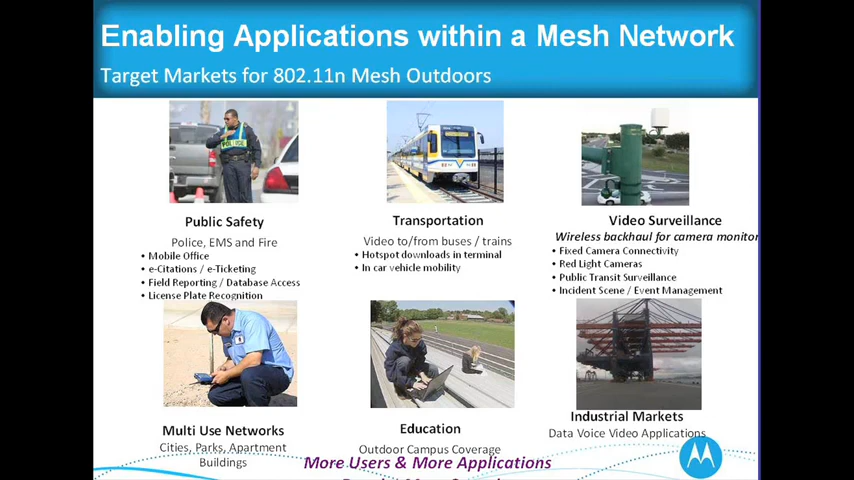 Enabling Applications within a Mesh Network
Target Markets for 802.11n Mesh Outdoors
Public Safety
Police, EMS and Fire
• Mobile Office
• e-Citations / e-Ticketing
• Field Reporting / Database Access
• License Plate Recognition
Transportation
Video to/from buses / trains
• Hotspot downloads in terminal
• In car vehicle mobility
Video Surveillance
Wireless backhaul for camera monitor
• Fixed Camera Connectivity
• Red Light Cameras
• Public Transit Surveillance
• Incident Scene / Event Management
Multi Use Networks
Cities, Parks, Apartment
Buildings
Education
Outdoor Campus Coverage
Industrial Markets
Data Voice Video Applications
More Users & More Applications